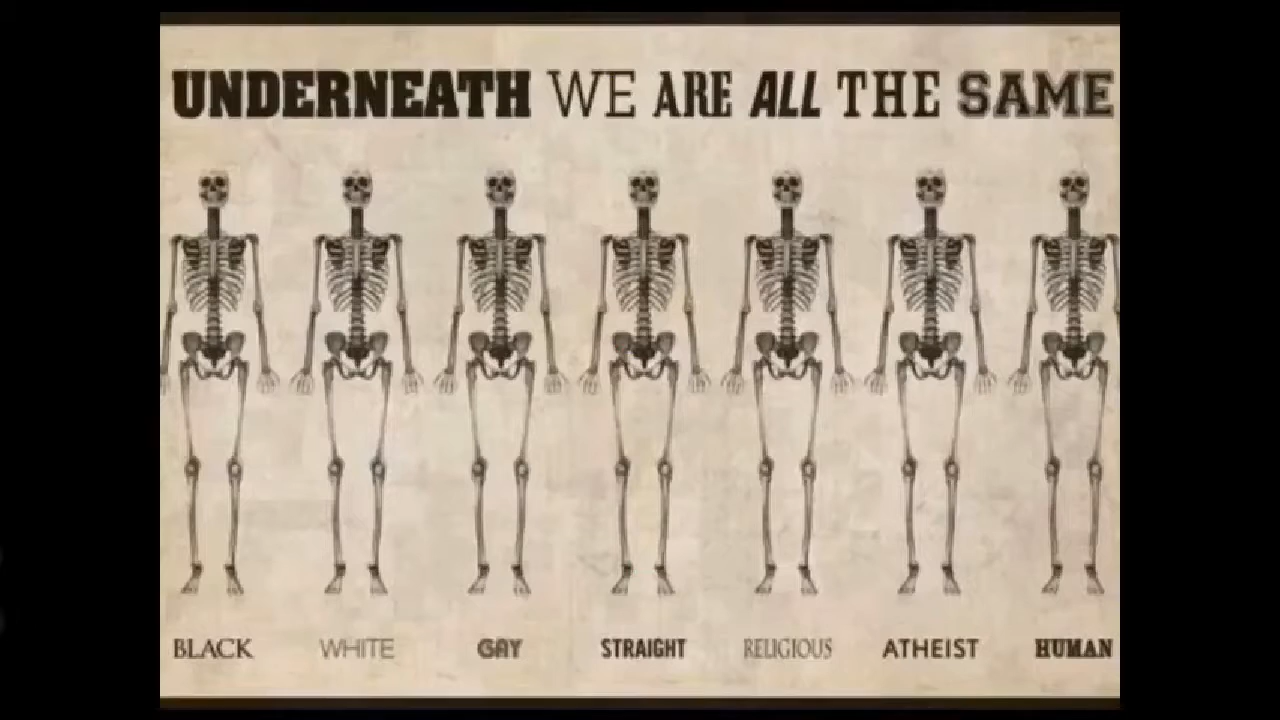 UNDERNEATH WE ARE ALL THE SAME
BLACK WHITE GAY STRAIGHT RELIGIOUS ATHEIST HUMAN